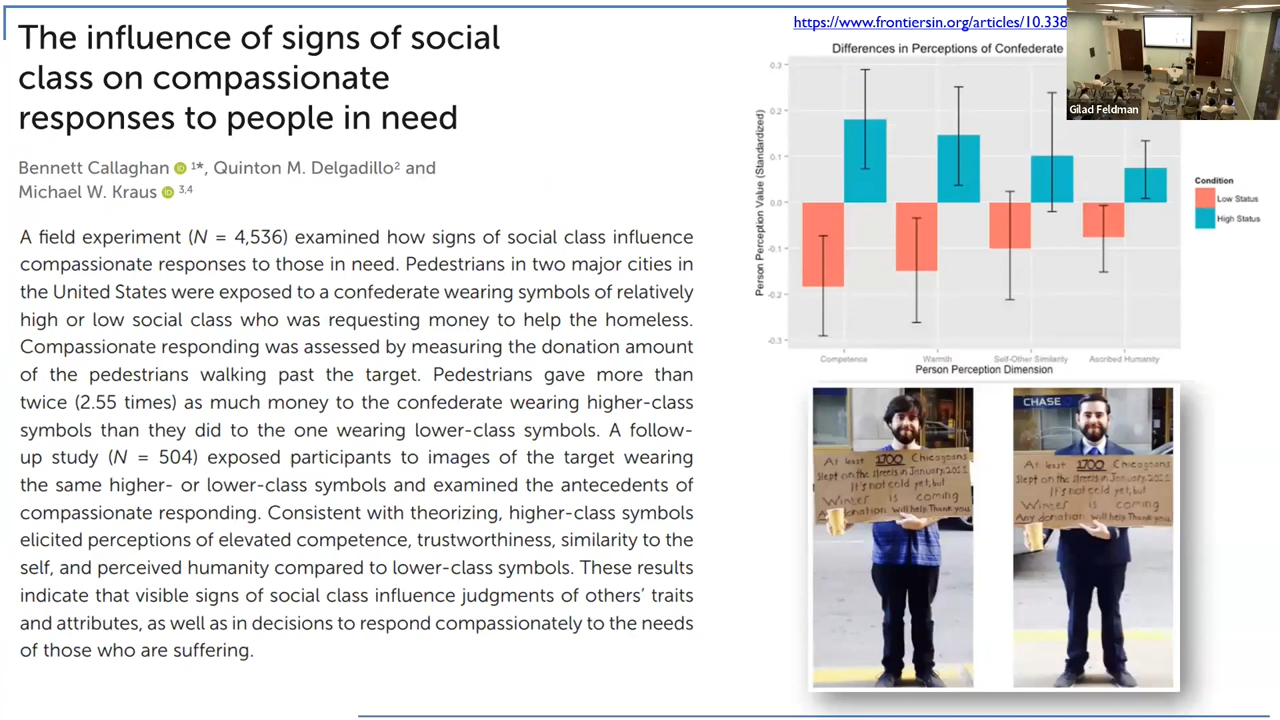 The influence of signs of social
class on compassionate
responses to people in need
Bennett Callaghan 1*, Quinton M. Delgadillo2 and
Michael W. Kraus 3,4
A field experiment (N = 4,536) examined how signs of social class influence
compassionate responses to those in need. Pedestrians in two major cities in
the United States were exposed to a confederate wearing symbols of relatively
high or low social class who was requesting money to help the homeless.
Compassionate responding was assessed by measuring the donation amount
of the pedestrians walking past the target. Pedestrians gave more than
twice (2.55 times) as much money to the confederate wearing higher-class
symbols than they did to the one wearing lower-class symbols. A follow-
up study (N = 504) exposed participants to images of the target wearing
the same higher- or lower-class symbols and examined the antecedents of
compassionate responding. Consistent with theorizing, higher-class symbols
elicited perceptions of elevated competence, trustworthiness, similarity to the
self, and perceived humanity compared to lower-class symbols. These results
indicate that visible signs of social class influence judgments of others' traits
and attributes, as well as in decisions to respond compassionately to the needs
of those who are suffering.
https://www.frontiersin.org/articles/10.338
Gilad Feldman
Differences in Perceptions of Confederate
Person Perception Value (Standardized)
0.3
0.2
0.1
0.0
-0.1
-0.2
-0.3
Competence Warmth Self-Other Similarity Ascribed Humanity
Person Perception Dimension
Condition
Low Status
High Status
At least 1700 Chicagoans
slept on the streets in January, 2011
It's not cold yet, but
Winter is coming
Any donation will help. Thank you
CHASE
At least 1700 Chicagoans
slept on the streets in January, 2011
It's not cold yet, but
Winter is coming
Any donation will help. Thank you